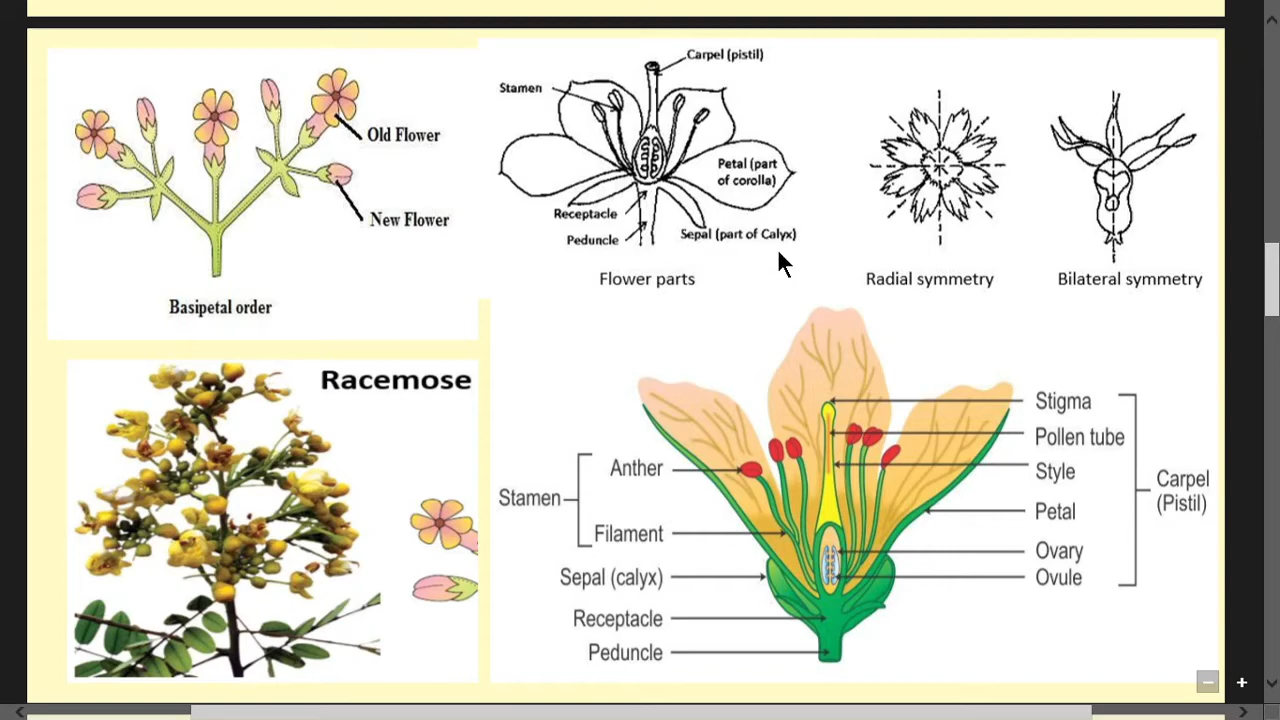 Old Flower
New Flower
Basipetal order
Carpel (pistil)
Stamen
Petal (part
of corolla)
Receptacle
Peduncle
Sepal (part of Calyx)
Flower parts
Radial symmetry
Bilateral symmetry
Racemose
Stamen
Anther
Filament
Sepal (calyx)
Receptacle
Peduncle
Stigma
Pollen tube
Style
Petal
Ovary
Ovule
Carpel
(Pistil)